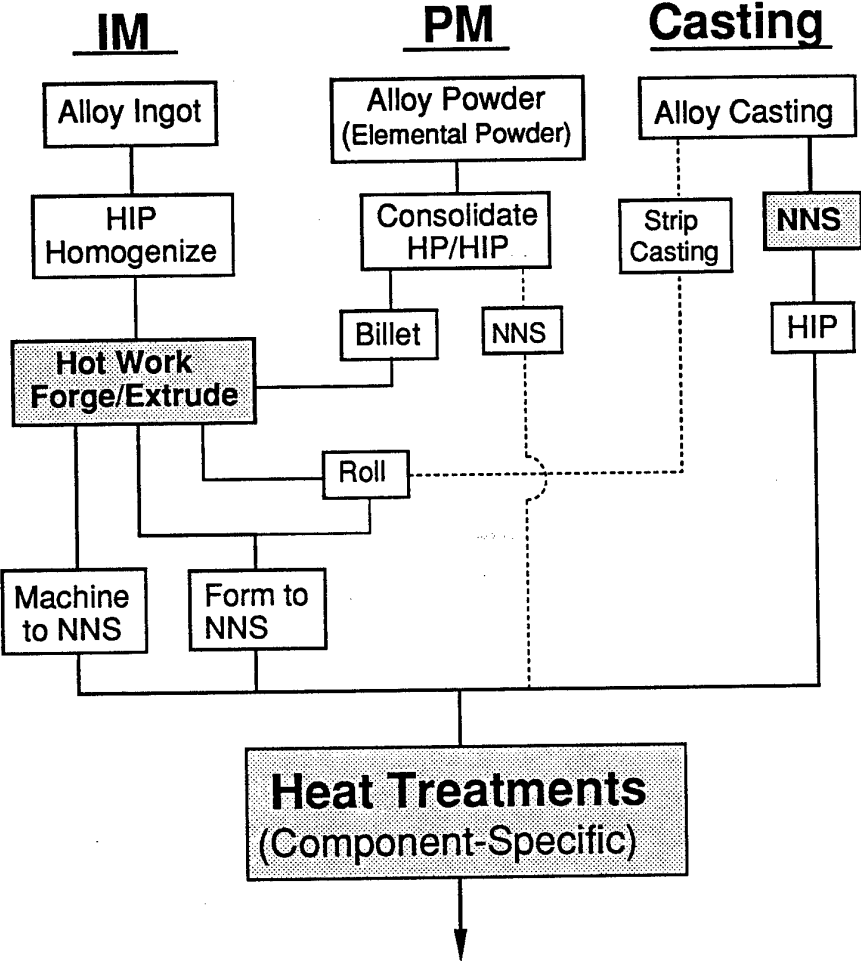 IM
PM
Casting
Alloy Ingot
Alloy Powder
(Elemental Powder)
Alloy Casting
HIP
Homogenize
Consolidate
HP/HIP
Strip
Casting
NNS
Billet
NNS
HIP
Hot Work
Forge/Extrude
Roll
Machine
to NNS
Form to
NNS
Heat Treatments
(Component-Specific)